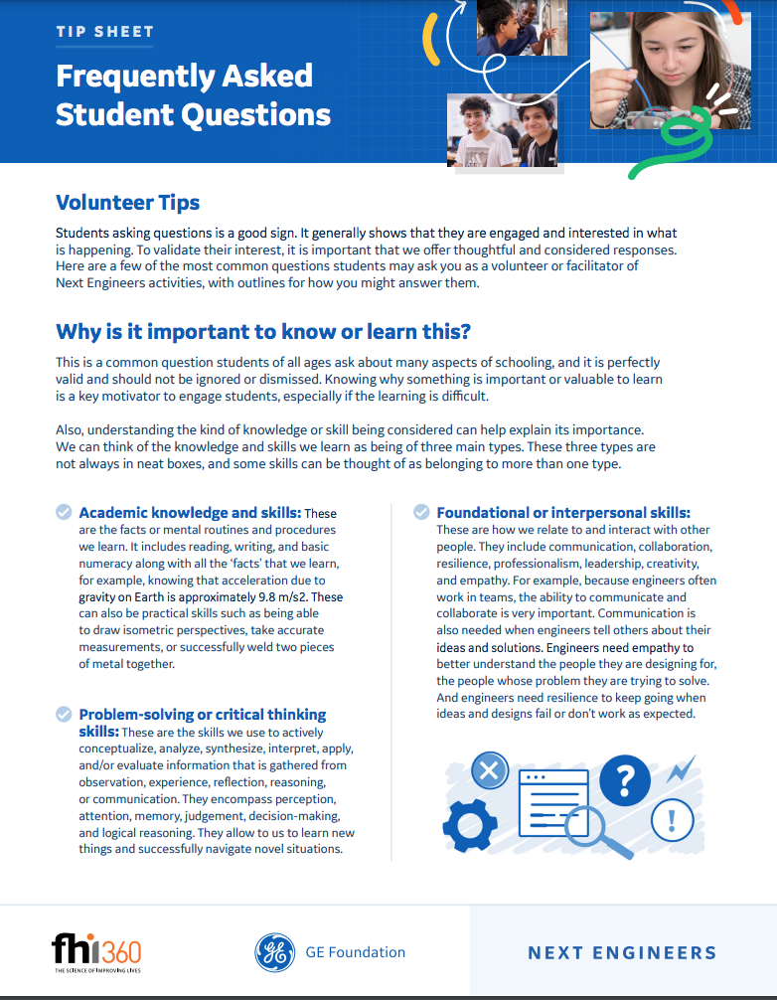 TIP SHEET
Frequently Asked
Student Questions
Volunteer Tips
Students asking questions is a good sign. It generally shows that they are engaged and interested in what
is happening. To validate their interest, it is important that we offer thoughtful and considered responses.
Here are a few of the most common questions students may ask you as a volunteer or facilitator of
Next Engineers activities, with outlines for how you might answer them.
Why is it important to know or learn this?
This is a common question students of all ages ask about many aspects of schooling, and it is perfectly
valid and should not be ignored or dismissed. Knowing why something is important or valuable to learn
is a key motivator to engage students, especially if the learning is difficult.
Also, understanding the kind of knowledge or skill being considered can help explain its importance.
We can think of the knowledge and skills we learn as being of three main types. These three types are
not always in neat boxes, and some skills can be thought of as belonging to more than one type.
Academic knowledge and skills: These
are the facts or mental routines and procedures
we learn. It includes reading, writing, and basic
numeracy along with all the ‘facts’ that we learn,
for example, knowing that acceleration due to
gravity on Earth is approximately 9.8 m/s2. These
can also be practical skills such as being able
to draw isometric perspectives, take accurate
measurements, or successfully weld two pieces
of metal together.
Problem-solving or critical thinking
skills: These are the skills we use to actively
conceptualize, analyze, synthesize, interpret, apply,
and/or evaluate information that is gathered from
observation, experience, reflection, reasoning,
or communication. They encompass perception,
attention, memory, judgement, decision-making,
and logical reasoning. They allow to us to learn new
things and successfully navigate novel situations.
Foundational or interpersonal skills:
These are how we relate to and interact with other
people. They include communication, collaboration,
resilience, professionalism, leadership, creativity,
and empathy. For example, because engineers often
work in teams, the ability to communicate and
collaborate is very important. Communication is
also needed when engineers tell others about their
ideas and solutions. Engineers need empathy to
better understand the people they are designing for,
the people whose problem they are trying to solve.
And engineers need resilience to keep going when
ideas and designs fail or don’t work as expected.
?
!
fhi360
THE SCIENCE OF IMPROVING LIVES
GE
GE Foundation
NEXT ENGINEERS